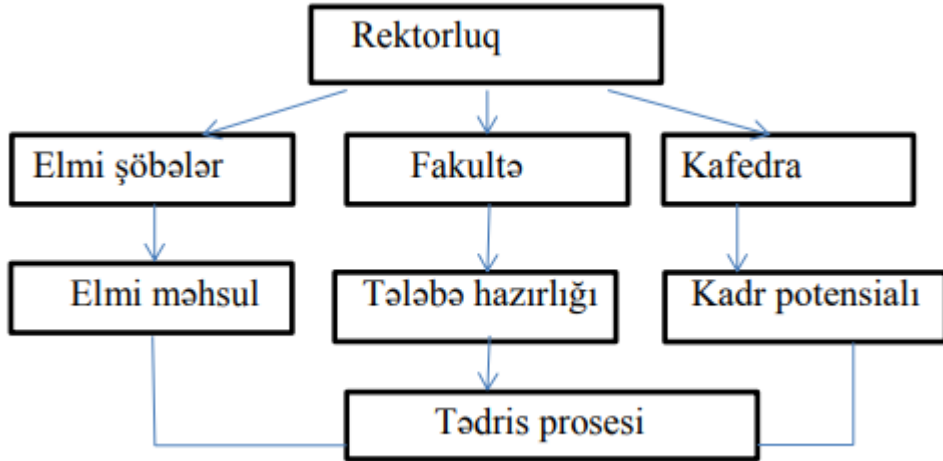 Rektorluq
Elmi şöbələr
Fakultə
Kafedra
Elmi məhsul
Tələbə hazırlığı
Kadr potensialı
Tədris prosesi